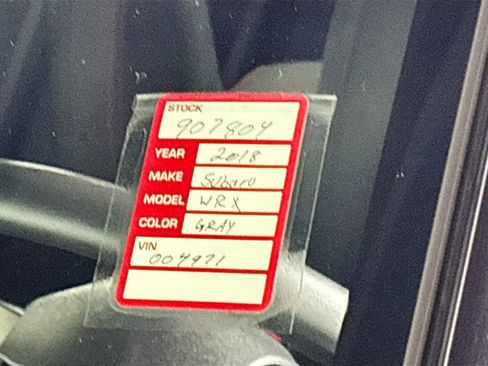 STOCK
907804
YEAR 2018
MAKE Subaru
MODEL WRX
COLOR GRAY
VIN
004971